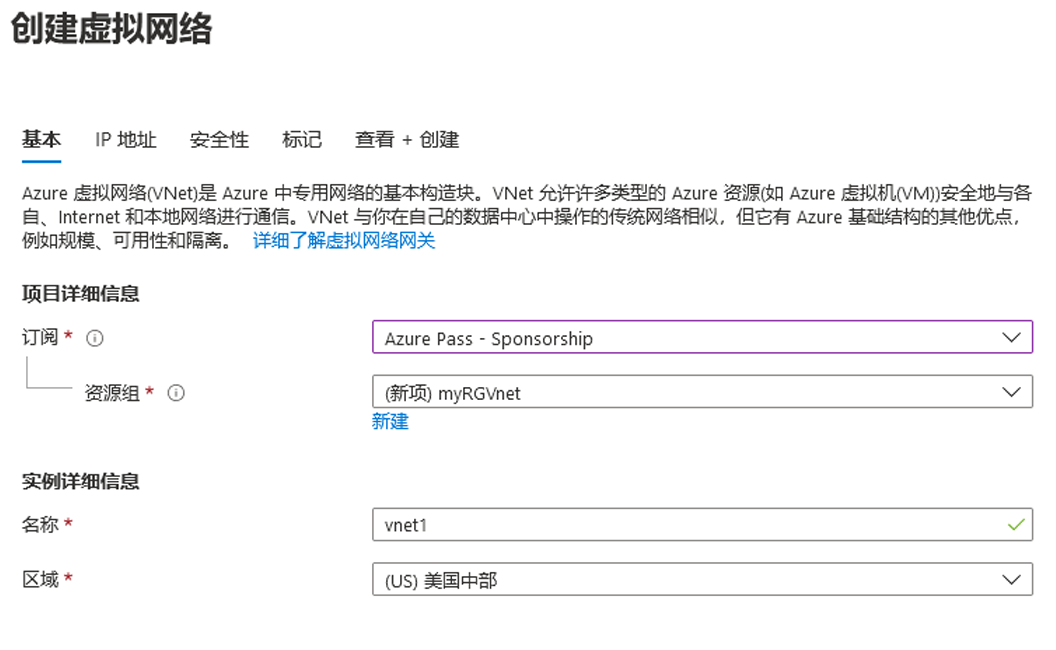 创建虚拟网络
基本 IP 地址 安全性 标记 查看 + 创建
Azure 虚拟网络(VNet)是 Azure 中专用网络的基本构造块。VNet 允许许多类型的 Azure 资源(如 Azure 虚拟机(VM))安全地与各
自、Internet 和本地网络进行通信。VNet 与你在自己的数据中心中操作的传统网络相似，但它有 Azure 基础结构的其他优点，
例如规模、可用性和隔离。 详细了解虚拟网络网关
项目详细信息
订阅 * Azure Pass - Sponsorship
资源组 * (新项) myRGVnet
新建
实例详细信息
名称 * vnet1
区域 * (US) 美国中部